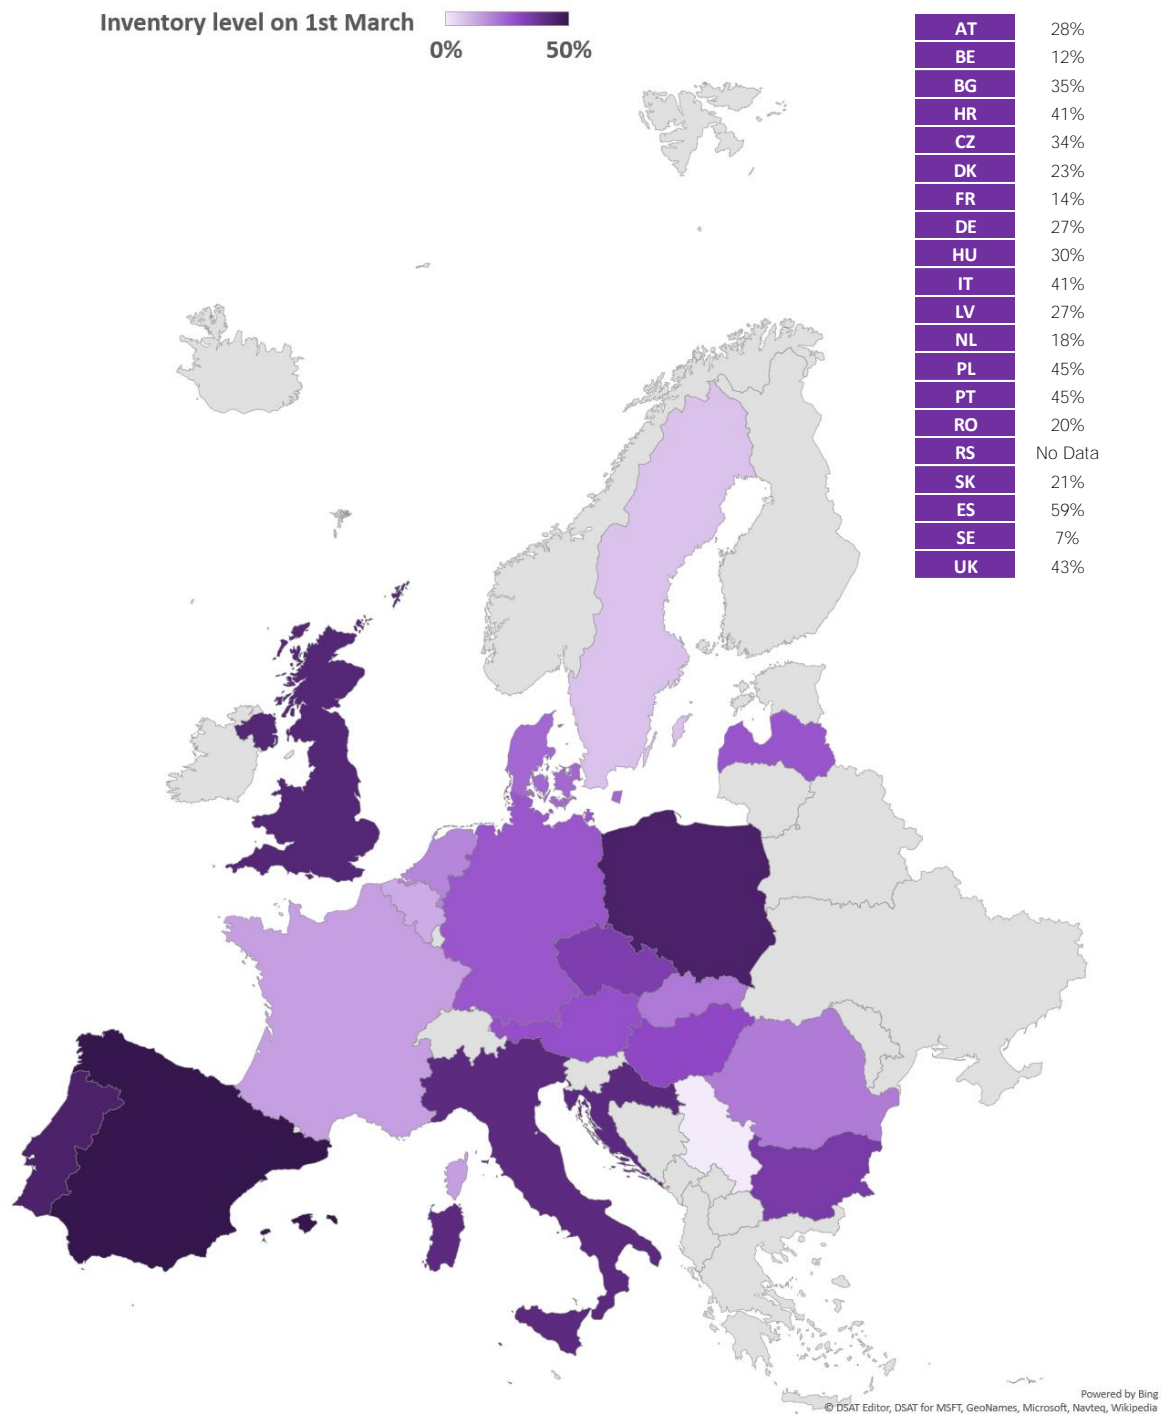 Inventory level on 1st March
0% 50%
AT 28%
BE 12%
BG 35%
HR 41%
CZ 34%
DK 23%
FR 14%
DE 27%
HU 30%
IT 41%
LV 27%
NL 18%
PL 45%
PT 45%
RO 20%
RS No Data
SK 21%
ES 59%
SE 7%
UK 43%
Powered by Bing
© DSAT Editor, DSAT for MSFT, GeoNames, Microsoft, Navteq, Wikipedia